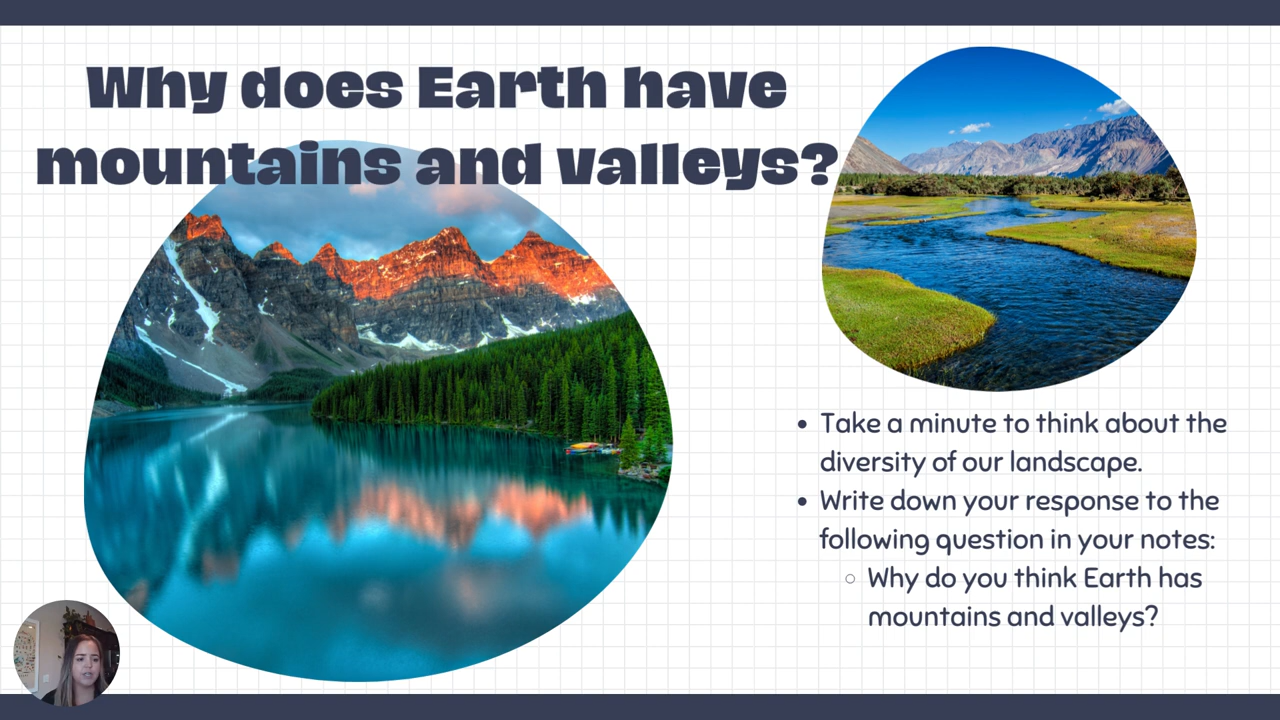 Why does Earth have
mountains and valleys?
• Take a minute to think about the
diversity of our landscape.
• Write down your response to the
following question in your notes:
○ Why do you think Earth has
mountains and valleys?